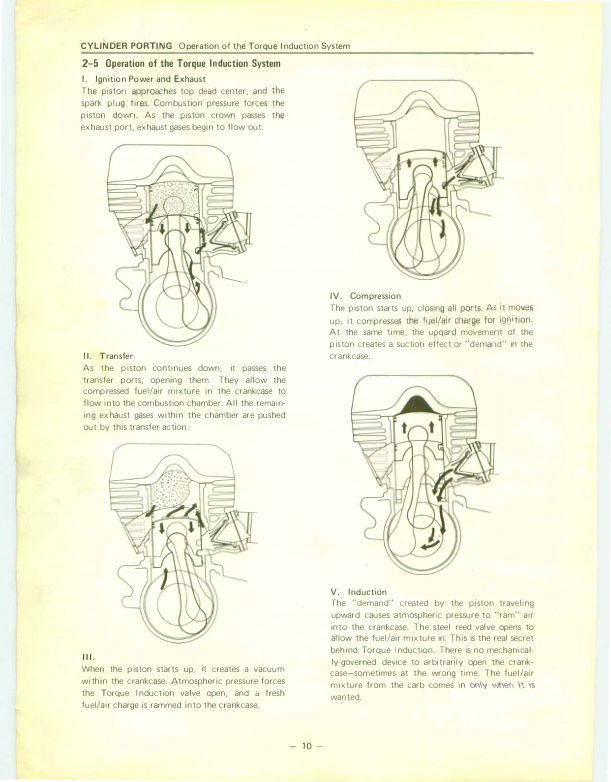 CYLINDER PORTING Operation of the Torque Induction System
2-5 Operation of the Torque Induction System
I. Ignition Power and Exhaust
The piston approaches top dead center, and the
spark plug fires. Combustion pressure forces the
piston down. As the piston crown passes the
exhaust port, exhaust gases begin to flow out.
II. Transfer
As the piston continues down, it passes the
transfer ports, opening them. They allow the
compressed fuel/air mixture in the crankcase to
flow into the combustion chamber. All the remain-
ing exhaust gases within the chamber are pushed
out by this transfer action.
III.
When the piston starts up, it creates a vacuum
within the crankcase. Atmospheric pressure forces
the Torque Induction valve open, and a fresh
fuel/air charge is rammed into the crankcase.
IV. Compression
The piston starts up, closing all ports. As it moves
up, it compresses the fuel/air charge for ignition.
At the same time, the upqard movement of the
piston creates a suction effect or "demand" in the
crankcase.
V. Induction
The "demand" created by the piston traveling
upward causes atmospheric pressure to "ram" air
into the crankcase. The steel reed valve opens to
allow the fuel/air mixture in. This is the real secret
behind Torque Induction. There is no mechanical-
ly-governed device to arbitrarily open the crank-
case-sometimes at the wrong time. The fuel/air
mixture from the carb comes in only when it is
wanted.
- 10 -